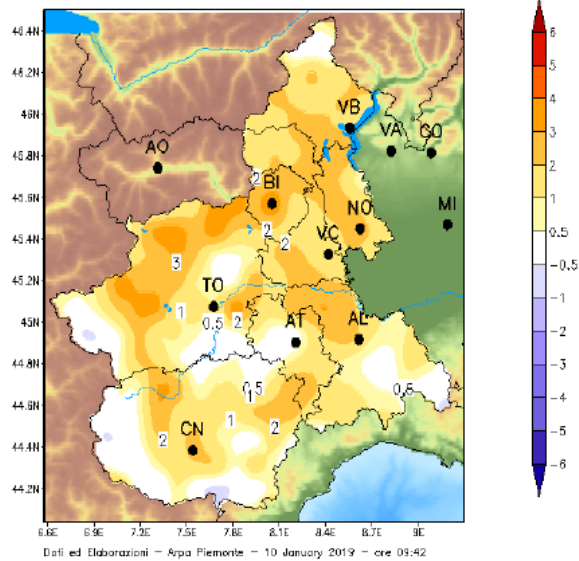 46.4N
46.2N
46N
45.8N
45.6N
45.4N
45.2N
45N
44.8N
44.6N
44.4N
44.2N
VB
VA
CO
AO
2
BI
NO
MI
2
2
VC
3
TO
1
0.5
2
AT
AL
0.5
1
0.5
1
2
CN
2
6.6E 6.9E 7.2E 7.5E 7.8E 8.1E 8.4E 8.7E 9E
6
5
4
3
2
1
0.5
-0.5
-1
-2
-3
-4
-5
-6
Dati ed Elaborazioni - Arpa Piemonte - 10 January 2019 - ore 09:42